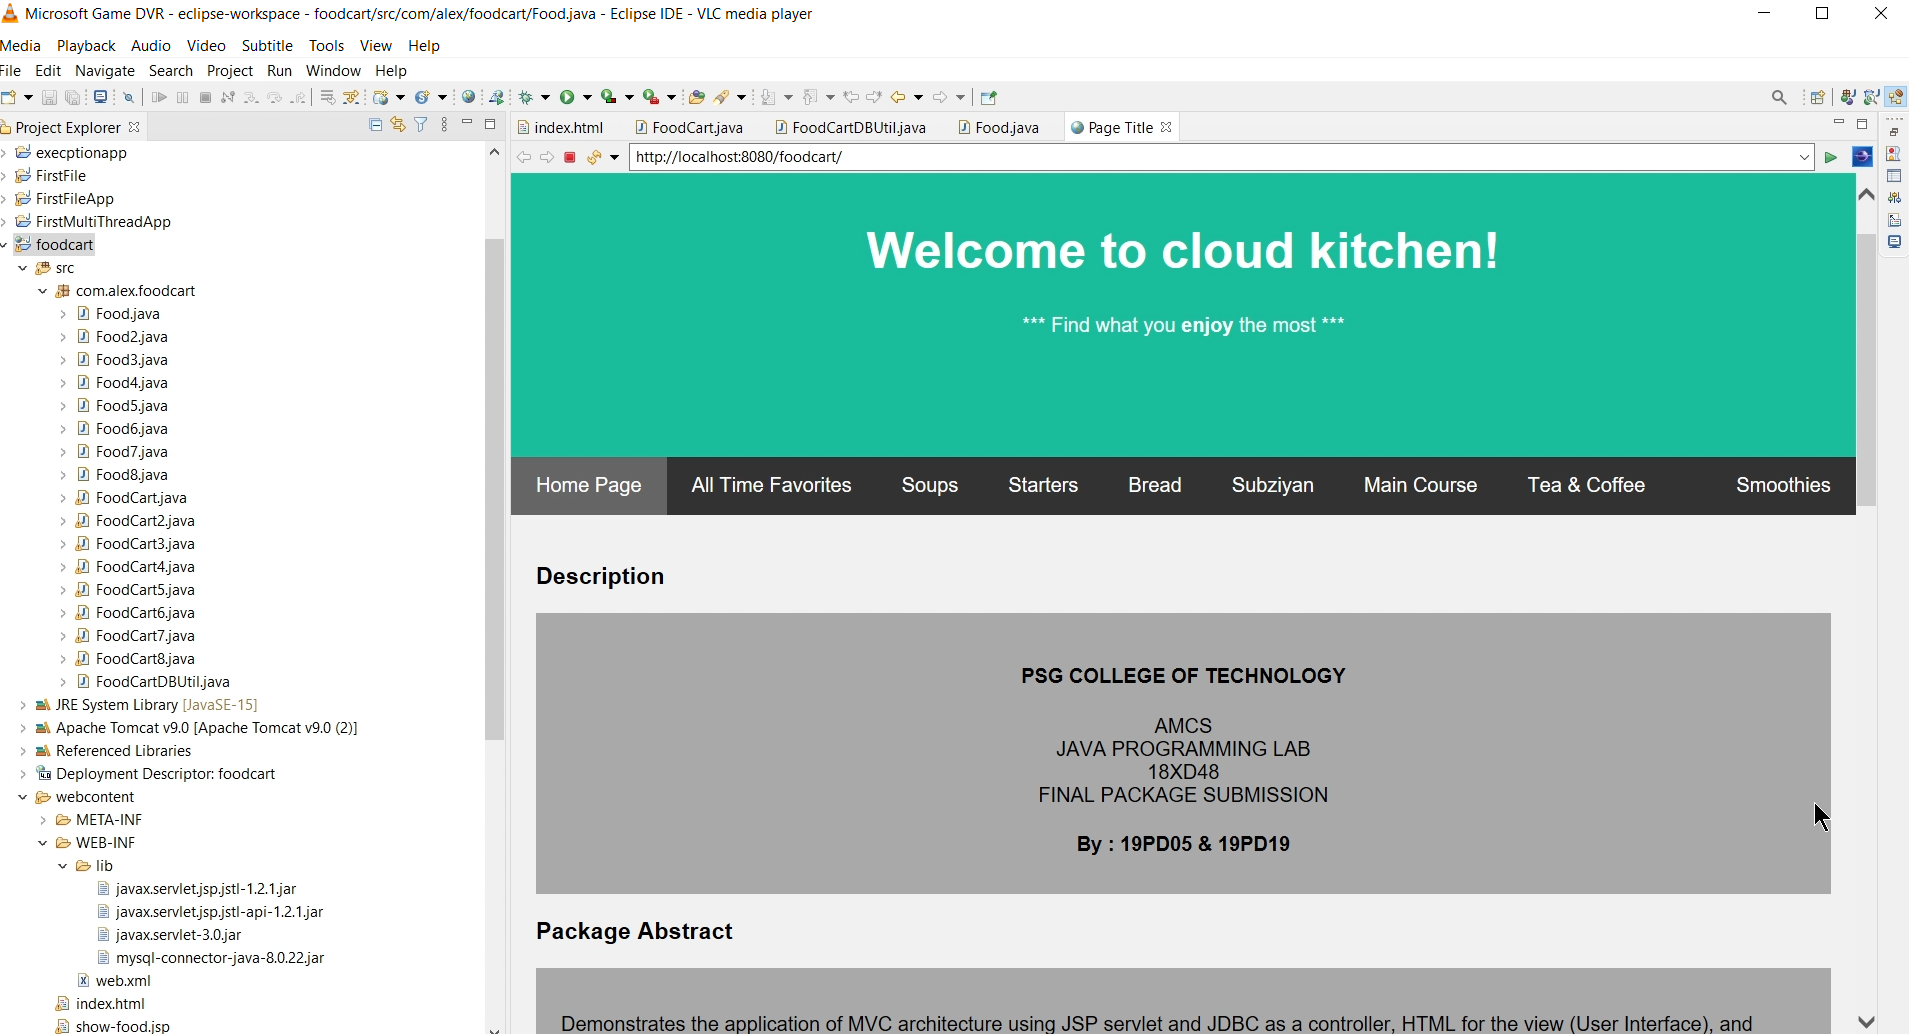 Microsoft Game DVR - eclipse-workspace - foodcart/src/com/alex/foodcart/Food.java - Eclipse IDE - VLC media player
Media Playback Audio Video Subtitle Tools View Help
File Edit Navigate Search Project Run Window Help
Project Explorer
execptionapp
FirstFile
FirstFileApp
FirstMultiThreadApp
foodcart
src
com.alex.foodcart
Food.java
Food2.java
Food3.java
Food4.java
Food5.java
Food6.java
Food7.java
Food8.java
FoodCart.java
FoodCart2.java
FoodCart3.java
FoodCart4.java
FoodCart5.java
FoodCart6.java
FoodCart7.java
FoodCart8.java
FoodCartDBUtil.java
JRE System Library [JavaSE-15]
Apache Tomcat v9.0 [Apache Tomcat v9.0 (2)]
Referenced Libraries
Deployment Descriptor: foodcart
webcontent
META-INF
WEB-INF
lib
javax.servlet.jsp.jstl-1.2.1.jar
javax.servlet.jsp.jstl-api-1.2.1.jar
javax.servlet-3.0.jar
mysql-connector-java-8.0.22.jar
web.xml
index.html
show-food.jsp
index.html FoodCart.java FoodCartDBUtil.java Food.java Page Title
http://localhost:8080/foodcart/
Welcome to cloud kitchen!
*** Find what you enjoy the most ***
Home Page All Time Favorites Soups Starters Bread Subziyan Main Course Tea & Coffee Smoothies
Description
PSG COLLEGE OF TECHNOLOGY
AMCS
JAVA PROGRAMMING LAB
18XD48
FINAL PACKAGE SUBMISSION
By : 19PD05 & 19PD19
Package Abstract
Demonstrates the application of MVC architecture using JSP servlet and JDBC as a controller, HTML for the view (User Interface), and